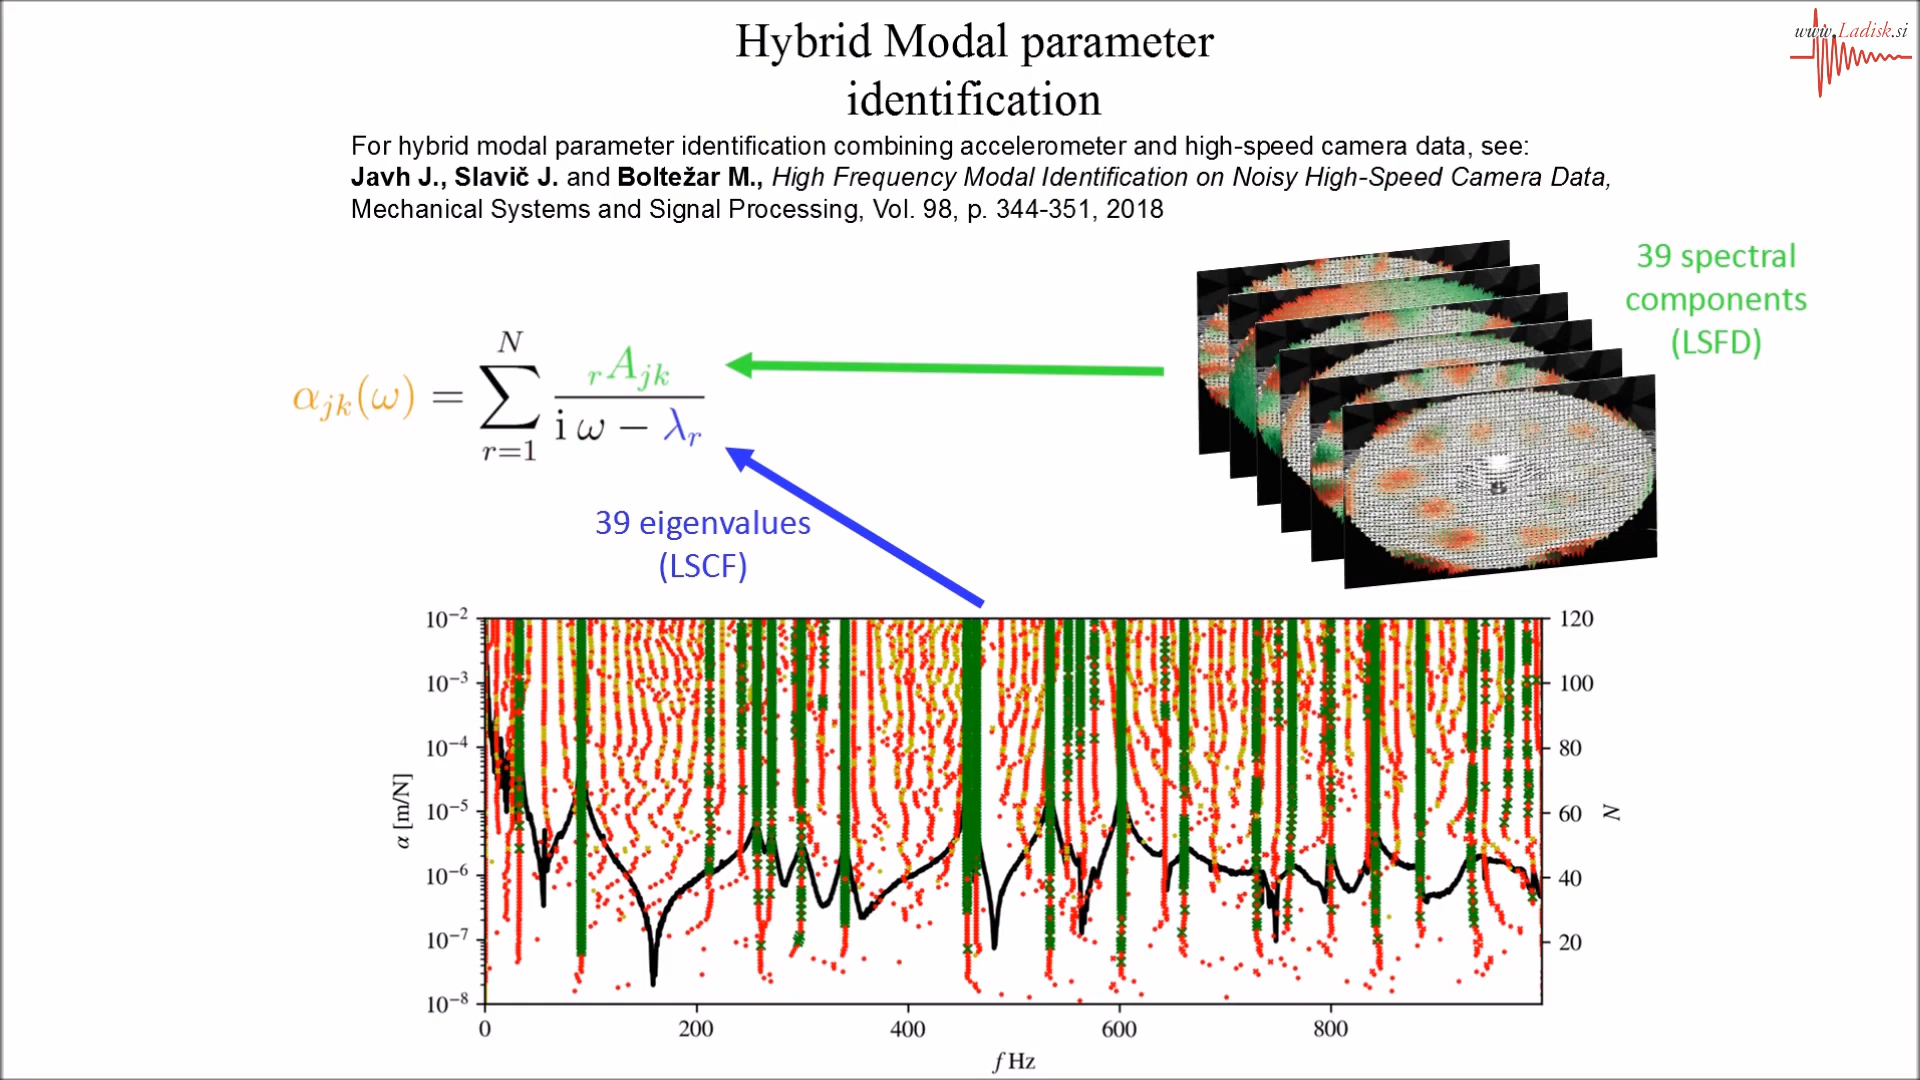 Hybrid Modal parameter
identification
www.Ladisk.si
For hybrid modal parameter identification combining accelerometer and high-speed camera data, see:
Javh J., Slavič J. and Boltežar M., High Frequency Modal Identification on Noisy High-Speed Camera Data,
Mechanical Systems and Signal Processing, Vol. 98, p. 344-351, 2018
39 spectral
components
(LSFD)
αjk(ω) = ∑ r=1 N rAjk / (i ω − λr)
39 eigenvalues
(LSCF)
10⁻²
10⁻³
10⁻⁴
10⁻⁵
10⁻⁶
10⁻⁷
10⁻⁸
α [m/N]
120
100
80
60
40
20
N
0 200 400 600 800
f Hz